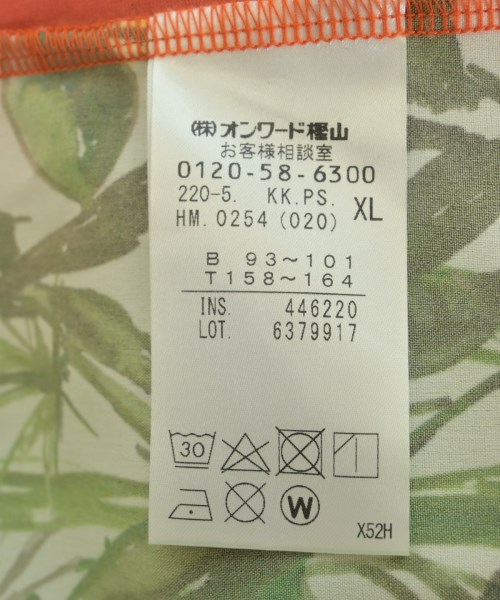 (株)オンワード樫山
お客様相談室
0120-58-6300
220-5. KK.PS. XL
HM. 0254 (020)
B 93～101
T 158～164
INS. 446220
LOT. 6379917
30
W
X52H